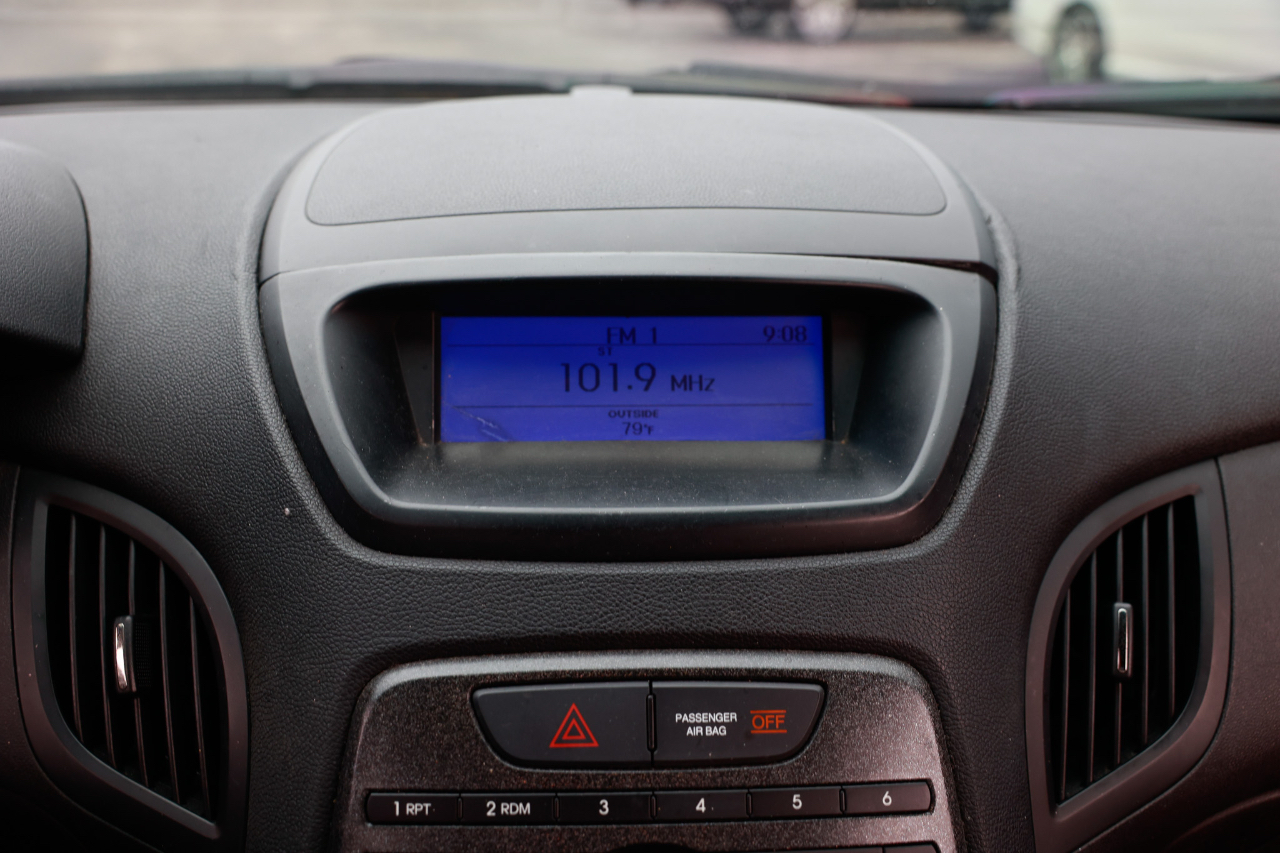 FM 1 9:08
ST
101.9 MHz
OUTSIDE
79°F
PASSENGER
AIR BAG OFF
1 RPT 2 RDM 3 4 5 6